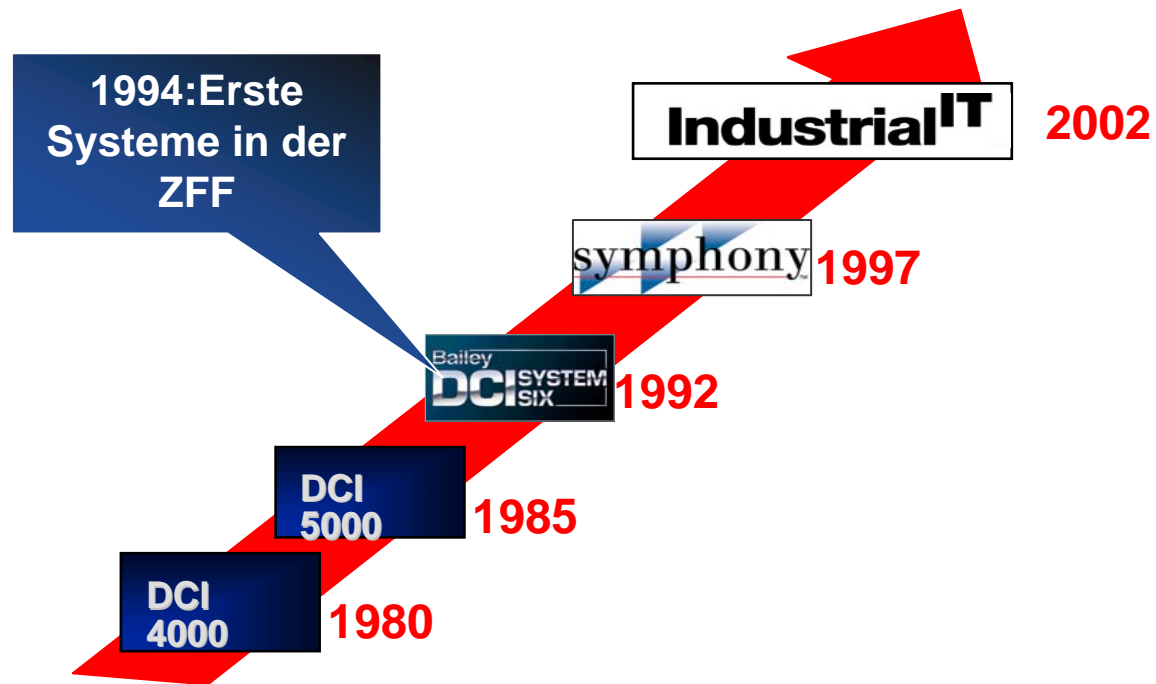 1994:Erste
Systeme in der
ZFF
Industrial IT
2002
symphony™
1997
Bailey
DCI SYSTEM
SIX
1992
DCI
5000
1985
DCI
4000
1980